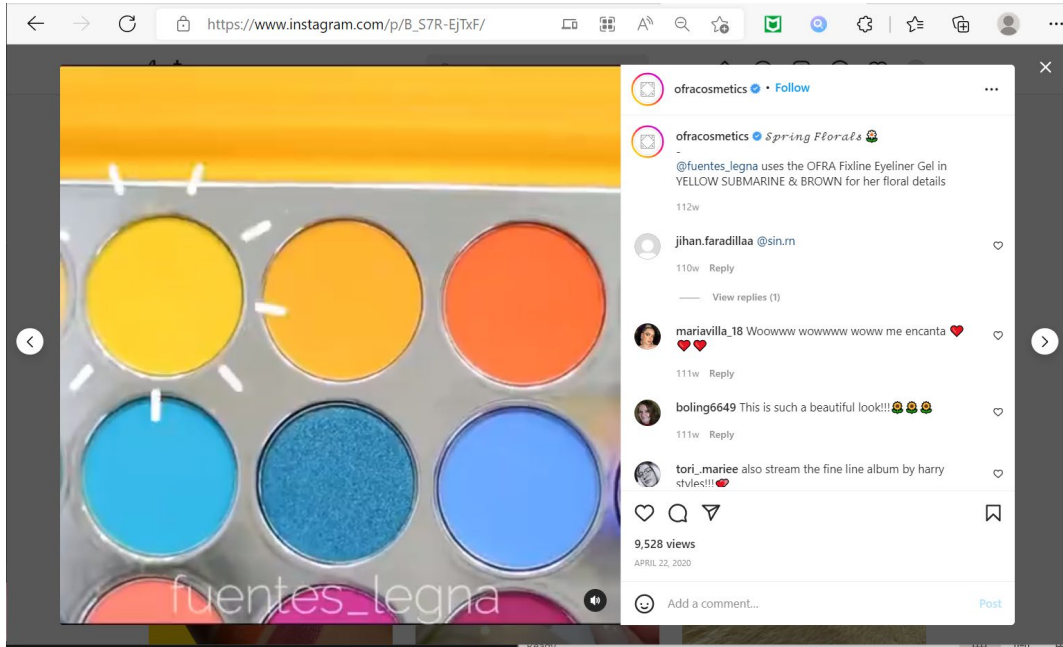 https://www.instagram.com/p/B_S7R-EjTxF/
ofracosmetics • Follow
ofracosmetics 𝓢𝓹𝓻𝓲𝓷𝓰 𝓕𝓵𝓸𝓻𝓪𝓵𝓼 🌻
-
@fuentes_legna uses the OFRA Fixline Eyeliner Gel in
YELLOW SUBMARINE & BROWN for her floral details
112w
jihan.faradillaa @sin.rn
110w Reply
View replies (1)
mariavilla_18 Woowww wowwww woww me encanta ❤
❤❤
111w Reply
boling6649 This is such a beautiful look!!!🌻🌻🌻
111w Reply
tori_.mariee also stream the fine line album by harry
styles!!!
9,528 views
APRIL 22, 2020
Add a comment...
Post
fuentes_legna